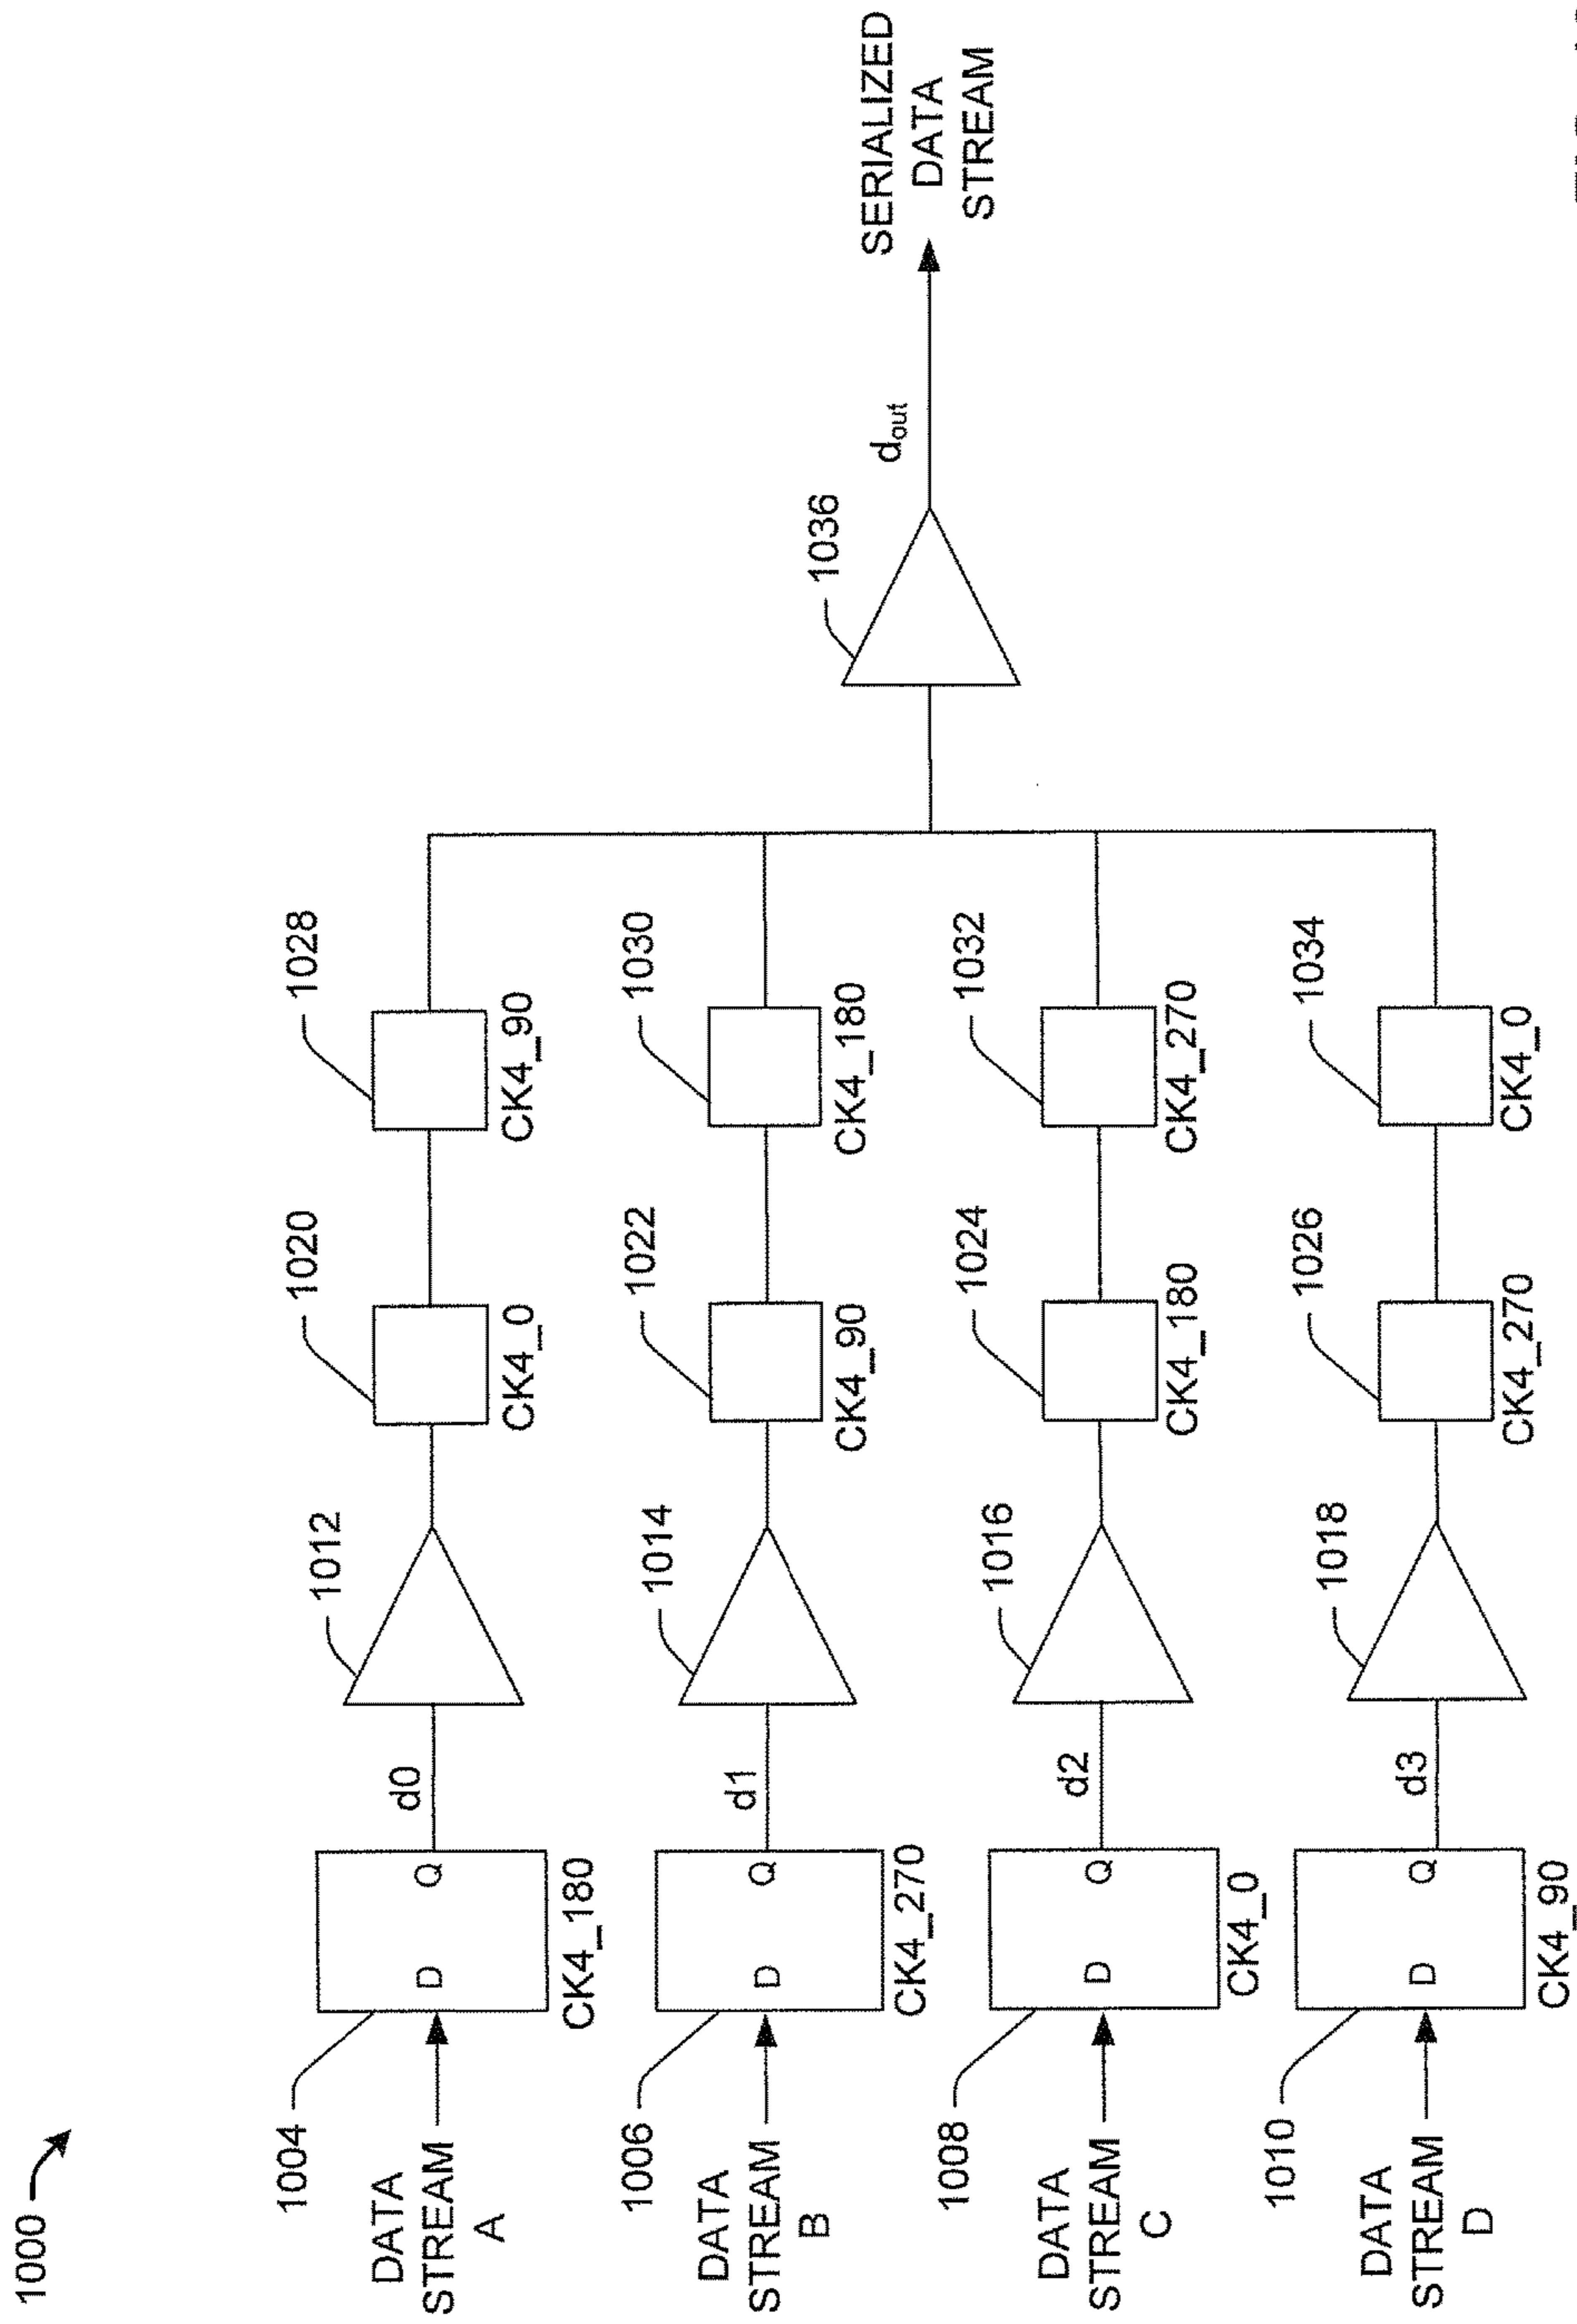 1000
1004
DATA
STREAM
A
D Q
CK4_180
d0
1012
1020
CK4_0
1028
CK4_90
1006
DATA
STREAM
B
D Q
CK4_270
d1
1014
1022
CK4_90
1030
CK4_180
1008
DATA
STREAM
C
D Q
CK4_0
d2
1016
1024
CK4_180
1032
CK4_270
1010
DATA
STREAM
D
D Q
CK4_90
d3
1018
1026
CK4_270
1034
CK4_0
1036
dout
SERIALIZED
DATA
STREAM